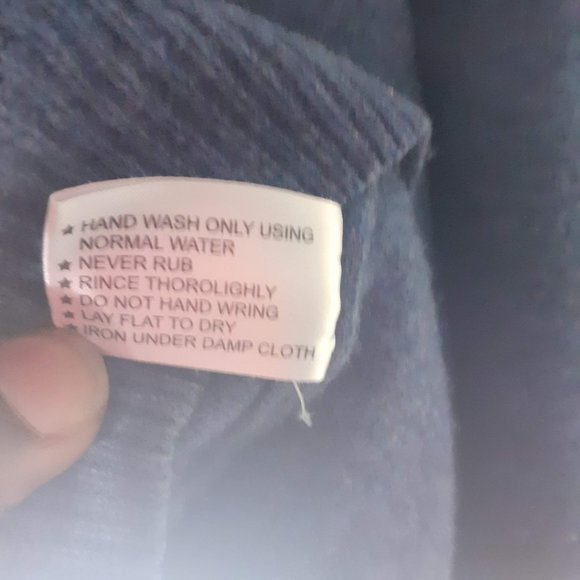 ★ HAND WASH ONLY USING
NORMAL WATER
★ NEVER RUB
★ RINCE THOROLIGHLY
★ DO NOT HAND WRING
★ LAY FLAT TO DRY
★ IRON UNDER DAMP CLOTH